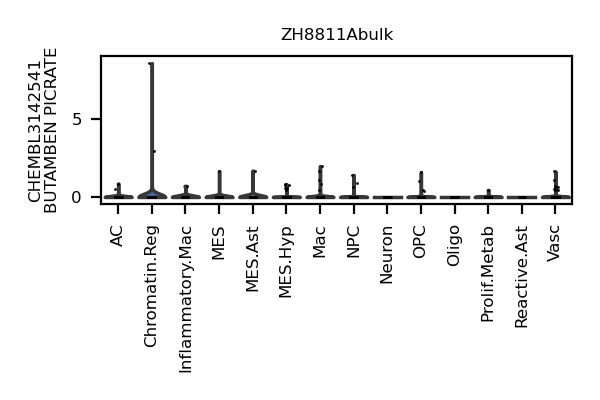 ZH8811Abulk
CHEMBL3142541
BUTAMBEN PICRATE
5
0
AC
Chromatin.Reg
Inflammatory.Mac
MES
MES.Ast
MES.Hyp
Mac
NPC
Neuron
OPC
Oligo
Prolif.Metab
Reactive.Ast
Vasc